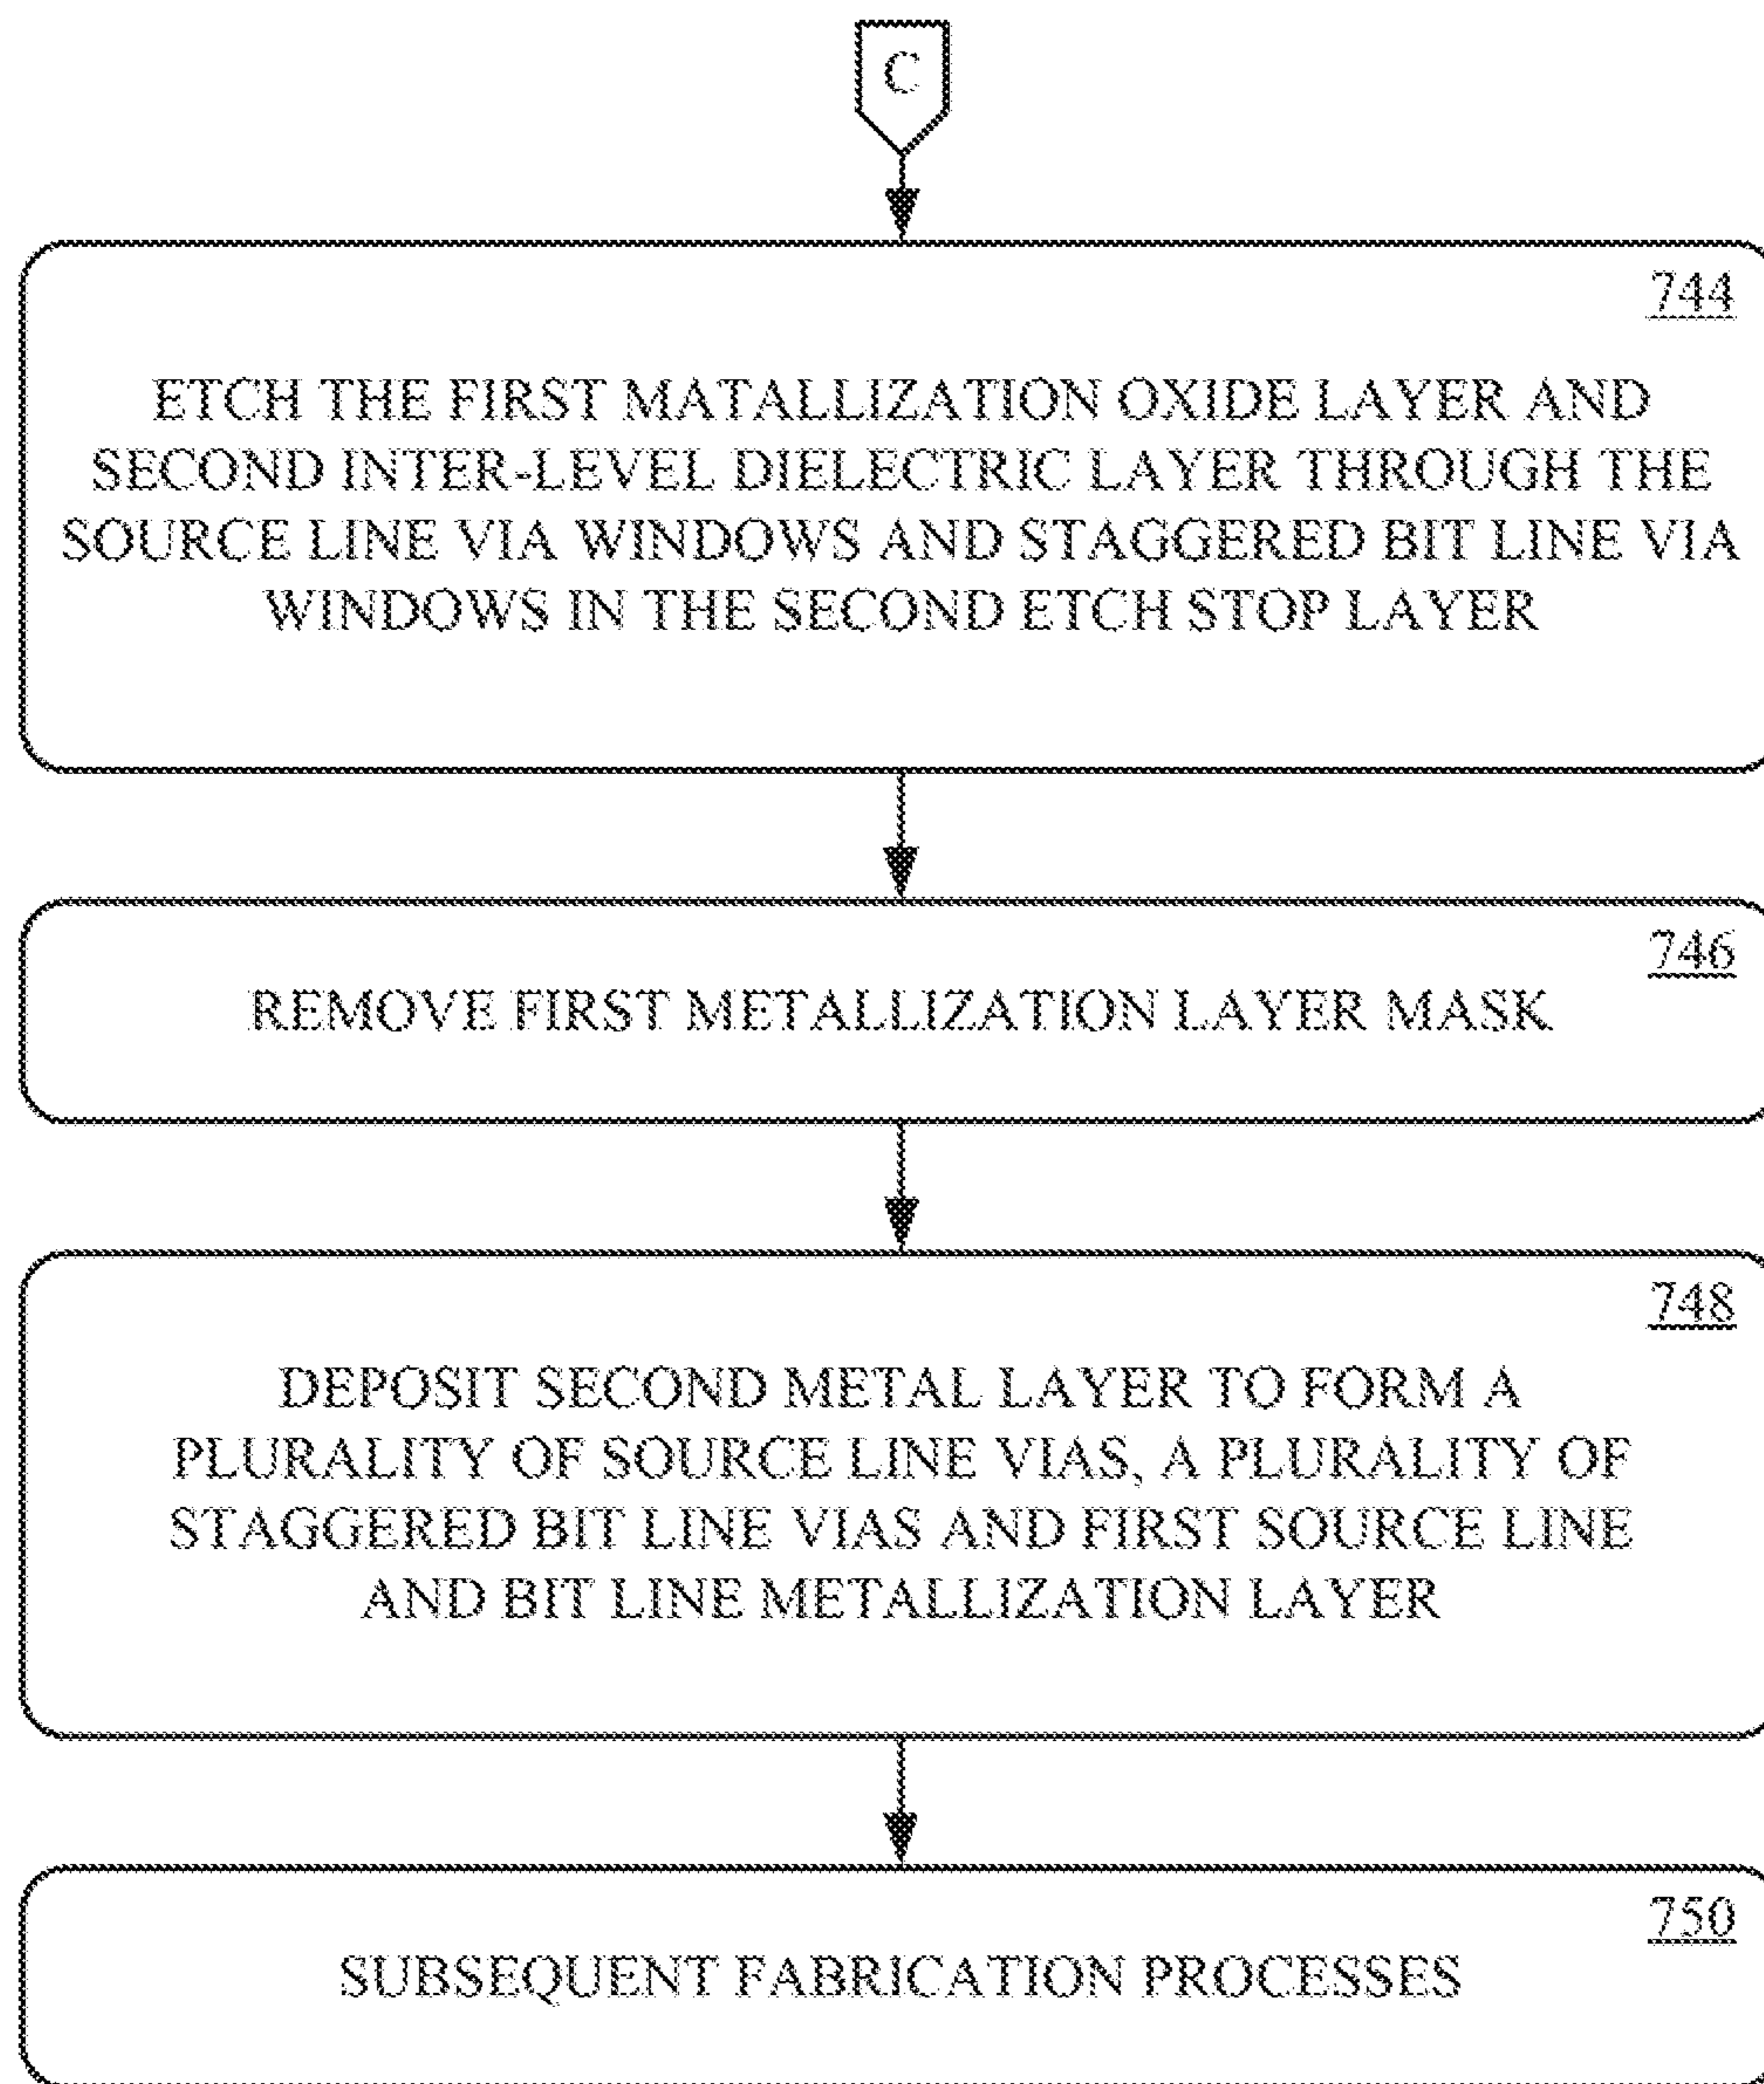 C
744
ETCH THE FIRST MATALLIZATION OXIDE LAYER AND
SECOND INTER-LEVEL DIELECTRIC LAYER THROUGH THE
SOURCE LINE VIA WINDOWS AND STAGGERED BIT LINE VIA
WINDOWS IN THE SECOND ETCH STOP LAYER
746
REMOVE FIRST METALLIZATION LAYER MASK
748
DEPOSIT SECOND METAL LAYER TO FORM A
PLURALITY OF SOURCE LINE VIAS, A PLURALITY OF
STAGGERED BIT LINE VIAS AND FIRST SOURCE LINE
AND BIT LINE METALLIZATION LAYER
750
SUBSEQUENT FABRICATION PROCESSES